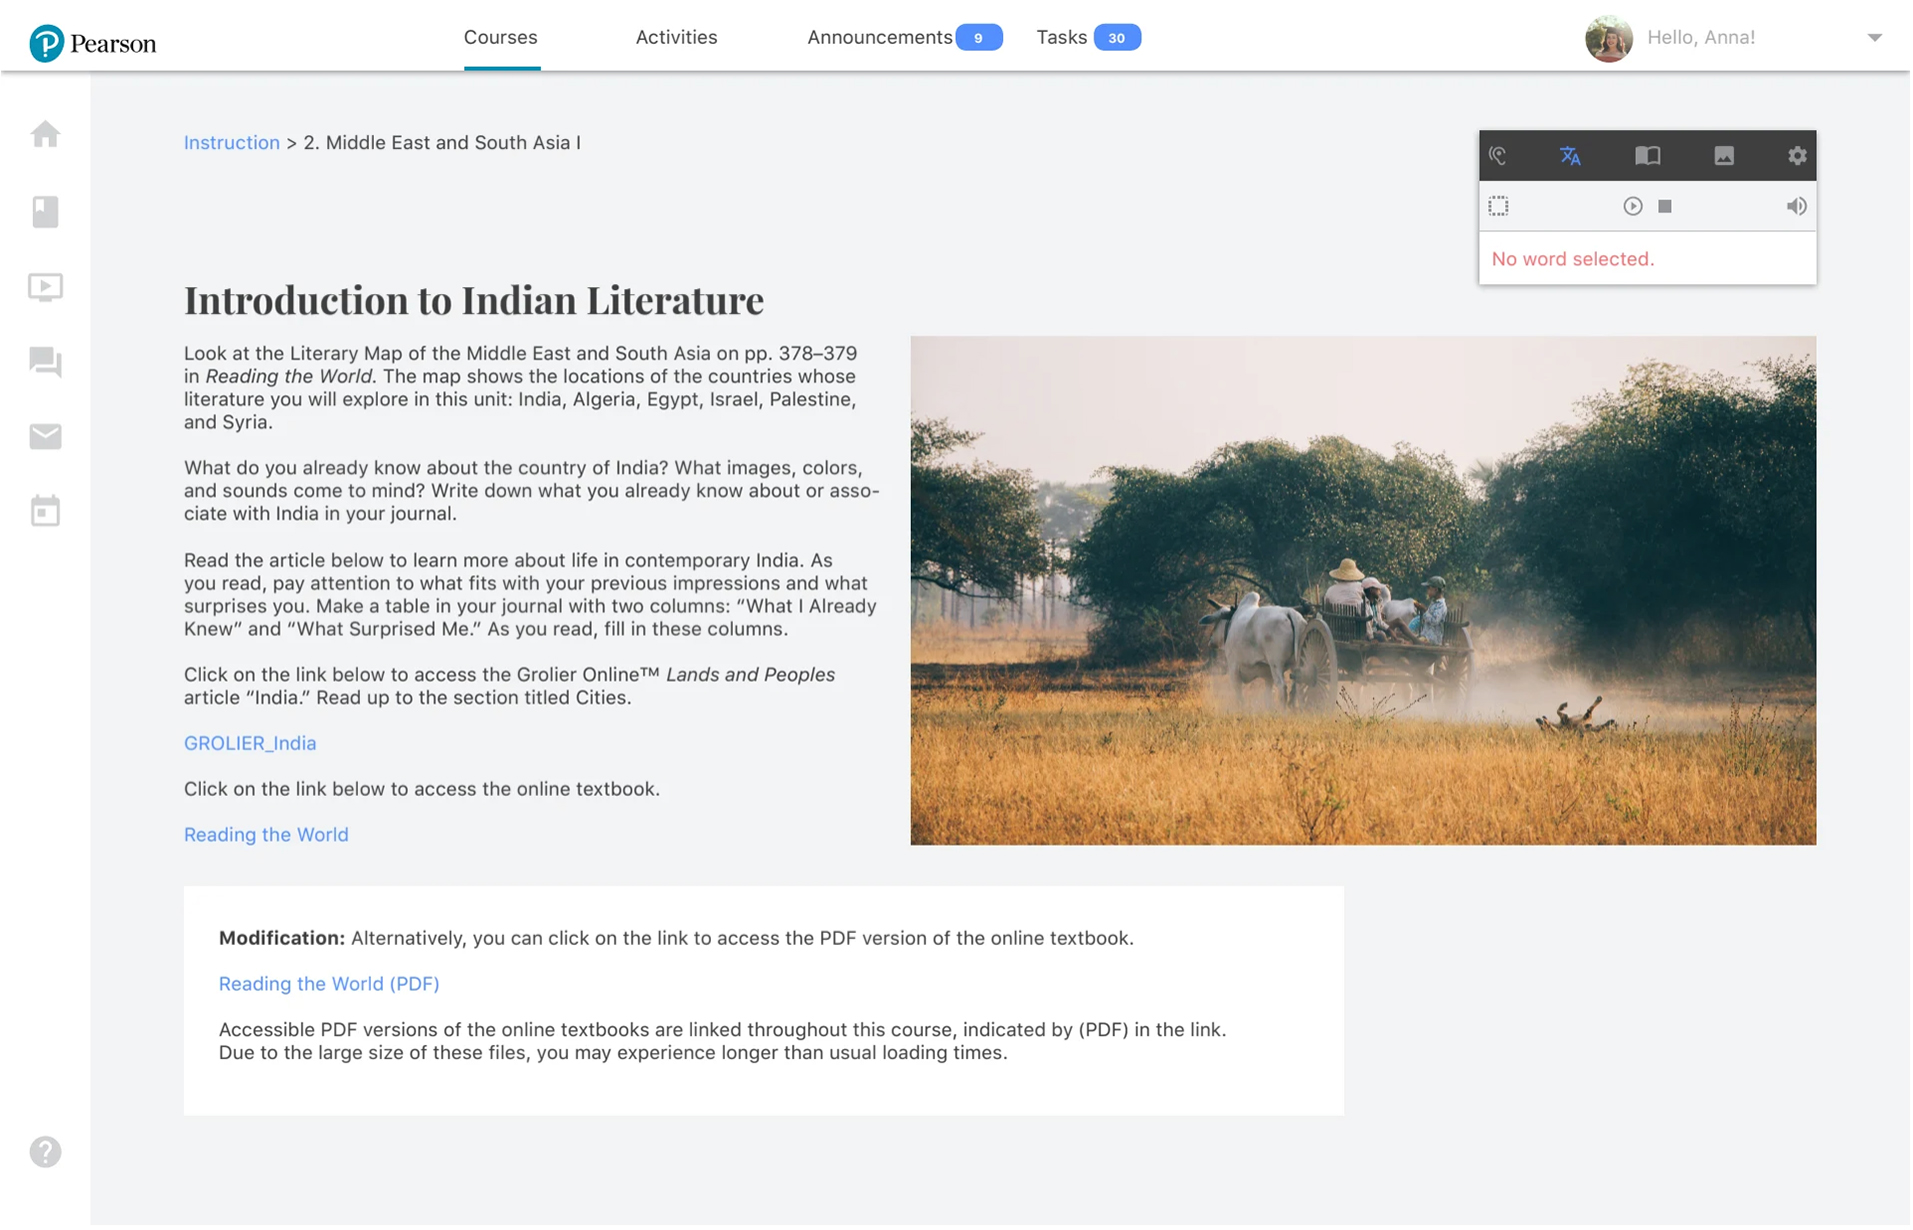 Pearson
Courses
Activities
Announcements 9
Tasks 30
Hello, Anna!
Instruction > 2. Middle East and South Asia I
No word selected.
Introduction to Indian Literature
Look at the Literary Map of the Middle East and South Asia on pp. 378–379
in Reading the World. The map shows the locations of the countries whose
literature you will explore in this unit: India, Algeria, Egypt, Israel, Palestine,
and Syria.
What do you already know about the country of India? What images, colors,
and sounds come to mind? Write down what you already know about or asso-
ciate with India in your journal.
Read the article below to learn more about life in contemporary India. As
you read, pay attention to what fits with your previous impressions and what
surprises you. Make a table in your journal with two columns: “What I Already
Knew” and “What Surprised Me.” As you read, fill in these columns.
Click on the link below to access the Grolier Online™ Lands and Peoples
article “India.” Read up to the section titled Cities.
GROLIER_India
Click on the link below to access the online textbook.
Reading the World
Modification: Alternatively, you can click on the link to access the PDF version of the online textbook.
Reading the World (PDF)
Accessible PDF versions of the online textbooks are linked throughout this course, indicated by (PDF) in the link.
Due to the large size of these files, you may experience longer than usual loading times.